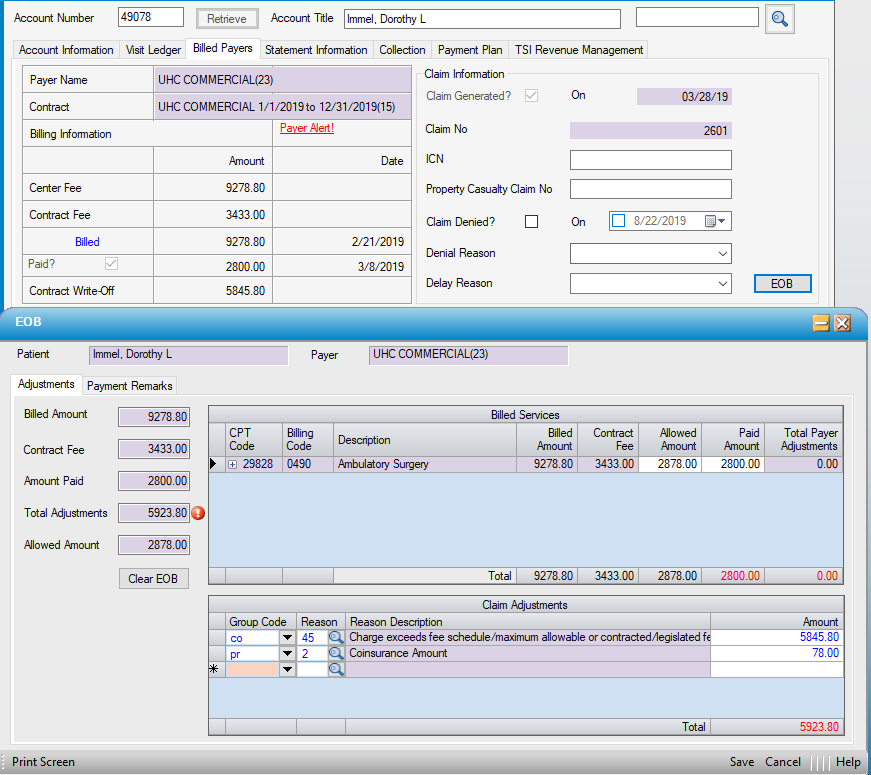 Account Number 49078 Retrieve Account Title Immel, Dorothy L
Account Information Visit Ledger Billed Payers Statement Information Collection Payment Plan TSI Revenue Management
Payer Name UHC COMMERCIAL(23)
Contract UHC COMMERCIAL 1/1/2019 to 12/31/2019(15)
Billing Information Payer Alert!
Amount Date
Center Fee 9278.80
Contract Fee 3433.00
Billed 9278.80 2/21/2019
Paid? 2800.00 3/8/2019
Contract Write-Off 5845.80
Claim Information
Claim Generated? On 03/28/19
Claim No 2601
ICN
Property Casualty Claim No
Claim Denied? On 8/22/2019
Denial Reason
Delay Reason EOB
EOB
Patient Immel, Dorothy L Payer UHC COMMERCIAL(23)
Adjustments Payment Remarks
Billed Amount 9278.80
Contract Fee 3433.00
Amount Paid 2800.00
Total Adjustments 5923.80
Allowed Amount 2878.00
Clear EOB
Billed Services
CPT Code Billing Code Description Billed Amount Contract Fee Allowed Amount Paid Amount Total Payer Adjustments
29828 0490 Ambulatory Surgery 9278.80 3433.00 2878.00 2800.00 0.00
Total 9278.80 3433.00 2878.00 2800.00 0.00
Claim Adjustments
Group Code Reason Reason Description Amount
co 45 Charge exceeds fee schedule/maximum allowable or contracted/legislated fe 5845.80
pr 2 Coinsurance Amount 78.00
*
Total 5923.80
Print Screen Save Cancel Help